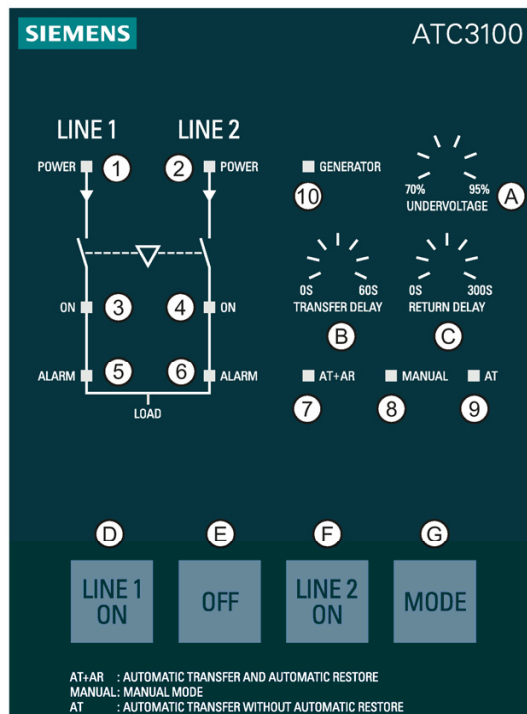 SIEMENS ATC3100
LINE 1 LINE 2
POWER 1 2 POWER
GENERATOR
10
70% 95%
UNDERVOLTAGE A
0S 60S
TRANSFER DELAY
B
0S 300S
RETURN DELAY
C
ON 3 4 ON
ALARM 5 6 ALARM
LOAD
AT+AR MANUAL AT
7 8 9
D E F G
LINE 1
ON
OFF
LINE 2
ON
MODE
AT+AR : AUTOMATIC TRANSFER AND AUTOMATIC RESTORE
MANUAL: MANUAL MODE
AT : AUTOMATIC TRANSFER WITHOUT AUTOMATIC RESTORE